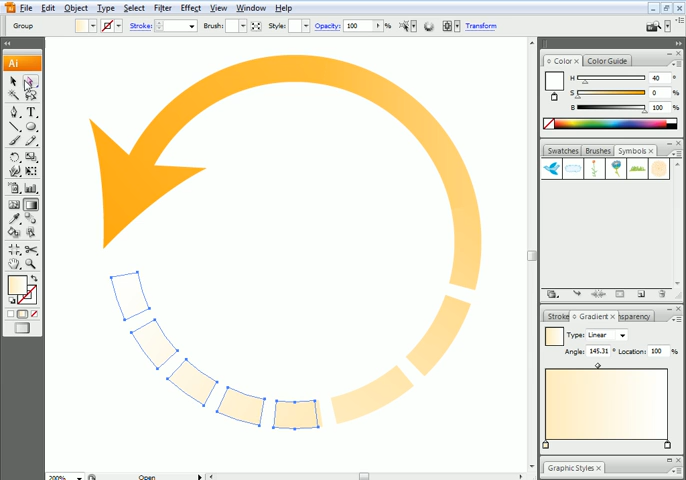 File Edit Object Type Select Filter Effect View Window Help
Group Stroke: Brush: Style: Opacity: 100 % Transform
Ai
Color Color Guide
H 40 °
S 0 %
B 100 %
Swatches Brushes Symbols
Stroke Gradient nsparency
Type: Linear
Angle: 145.31 ° Location: 100 %
Graphic Styles
200% Open